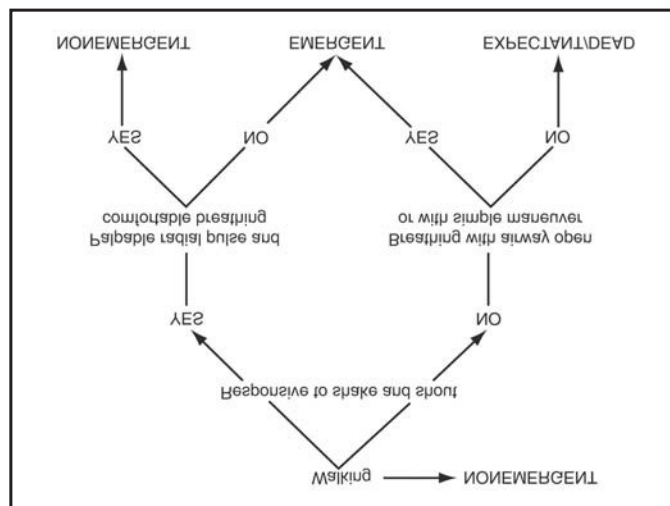 Walking
NONEMERGENT
Responsive to shake and shout
YES
NO
Palpable radial pulse and
comfortable breathing
Breathing with airway open
or with simple maneuver
YES
NO
YES
NO
NONEMERGENT
EMERGENT
EXPECTANT/DEAD